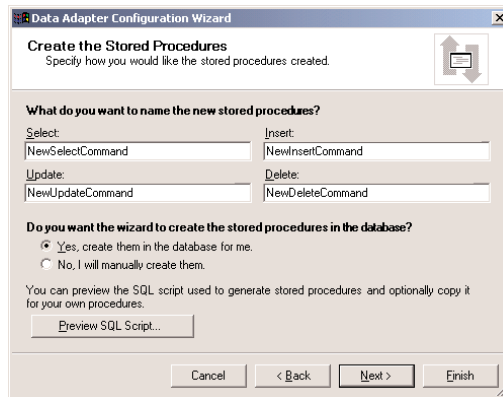 Data Adapter Configuration Wizard
Create the Stored Procedures
Specify how you would like the stored procedures created.
What do you want to name the new stored procedures?
Select: Insert:
NewSelectCommand NewInsertCommand
Update: Delete:
NewUpdateCommand NewDeleteCommand
Do you want the wizard to create the stored procedures in the database?
Yes, create them in the database for me.
No, I will manually create them.
You can preview the SQL script used to generate stored procedures and optionally copy it
for your own procedures.
Preview SQL Script...
Cancel < Back Next > Finish